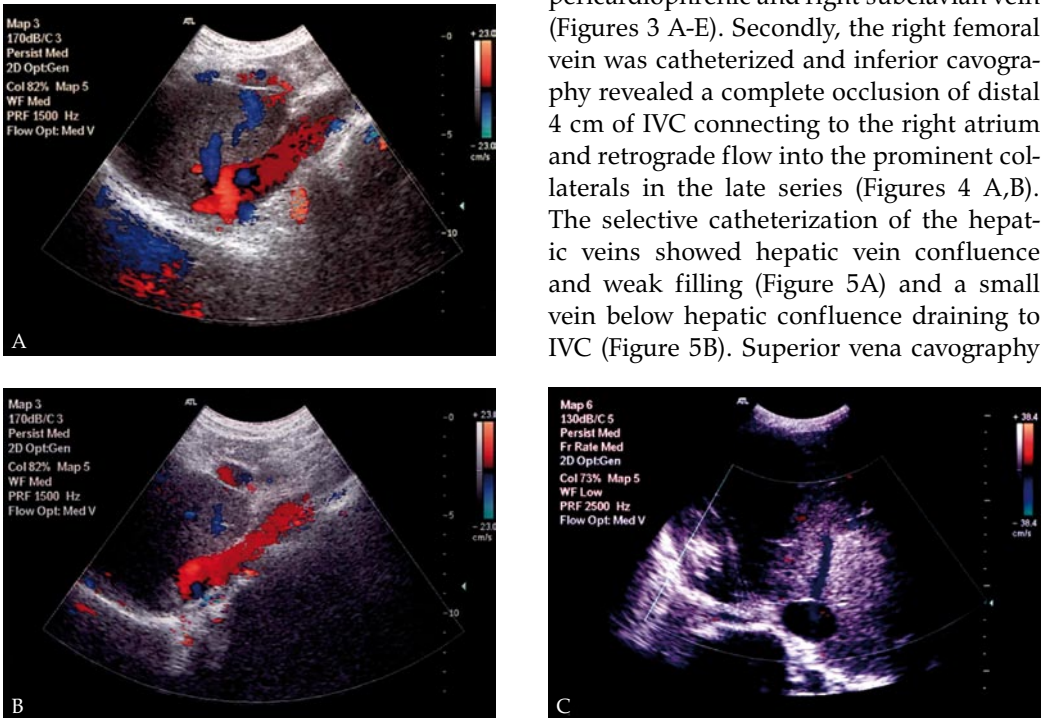 Map 3
170dB/C 3
Persist Med
2D Opt:Gen
Col 82% Map 5
WF Med
PRF 1500 Hz
Flow Opt: Med V
ATL
-0
-5
-10
+ 23.0
- 23.0
cm/s
A
(Figures 3 A-E). Secondly, the right femoral
vein was catheterized and inferior cavogra-
phy revealed a complete occlusion of distal
4 cm of IVC connecting to the right atrium
and retrograde flow into the prominent col-
laterals in the late series (Figures 4 A,B).
The selective catheterization of the hepat-
ic veins showed hepatic vein confluence
and weak filling (Figure 5A) and a small
vein below hepatic confluence draining to
IVC (Figure 5B). Superior vena cavography
Map 3
170dB/C 3
Persist Med
2D Opt:Gen
Col 82% Map 5
WF Med
PRF 1500 Hz
Flow Opt: Med V
ATL
-0
-5
-10
cm/s
B
Map 6
130dB/C 5
Persist Med
Fr Rate Med
2D Opt:Gen
Col 73% Map 5
WF Low
PRF 2500 Hz
Flow Opt: Med V
ATL
+ 38.4
- 38.4
cm/s
C